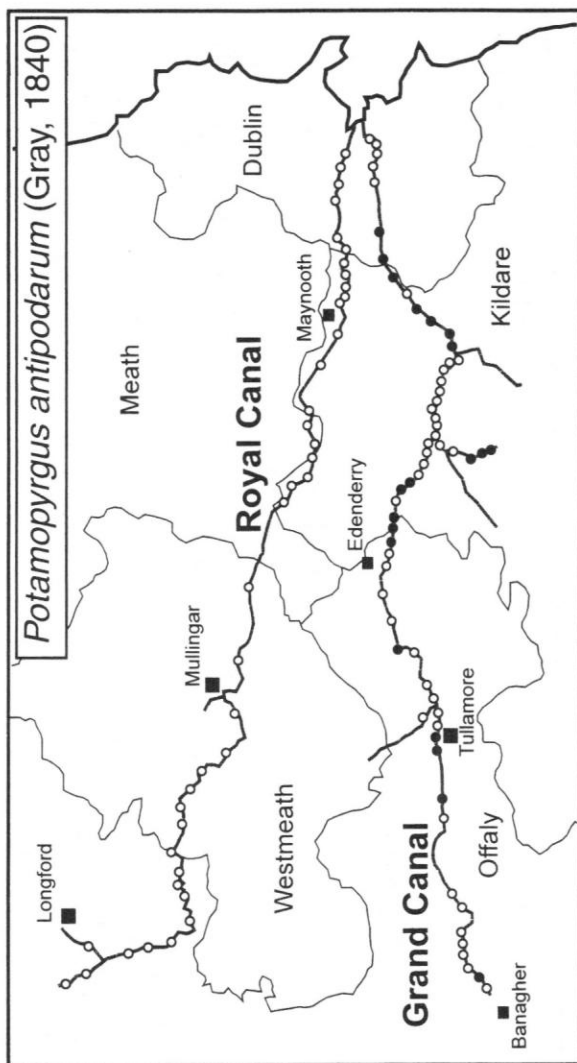 Potamopyrgus antipodarum (Gray, 1840)
Longford
Mullingar
Meath
Dublin
Royal Canal
Maynooth
Westmeath
Edenderry
Kildare
Grand Canal
Tullamore
Offaly
Banagher